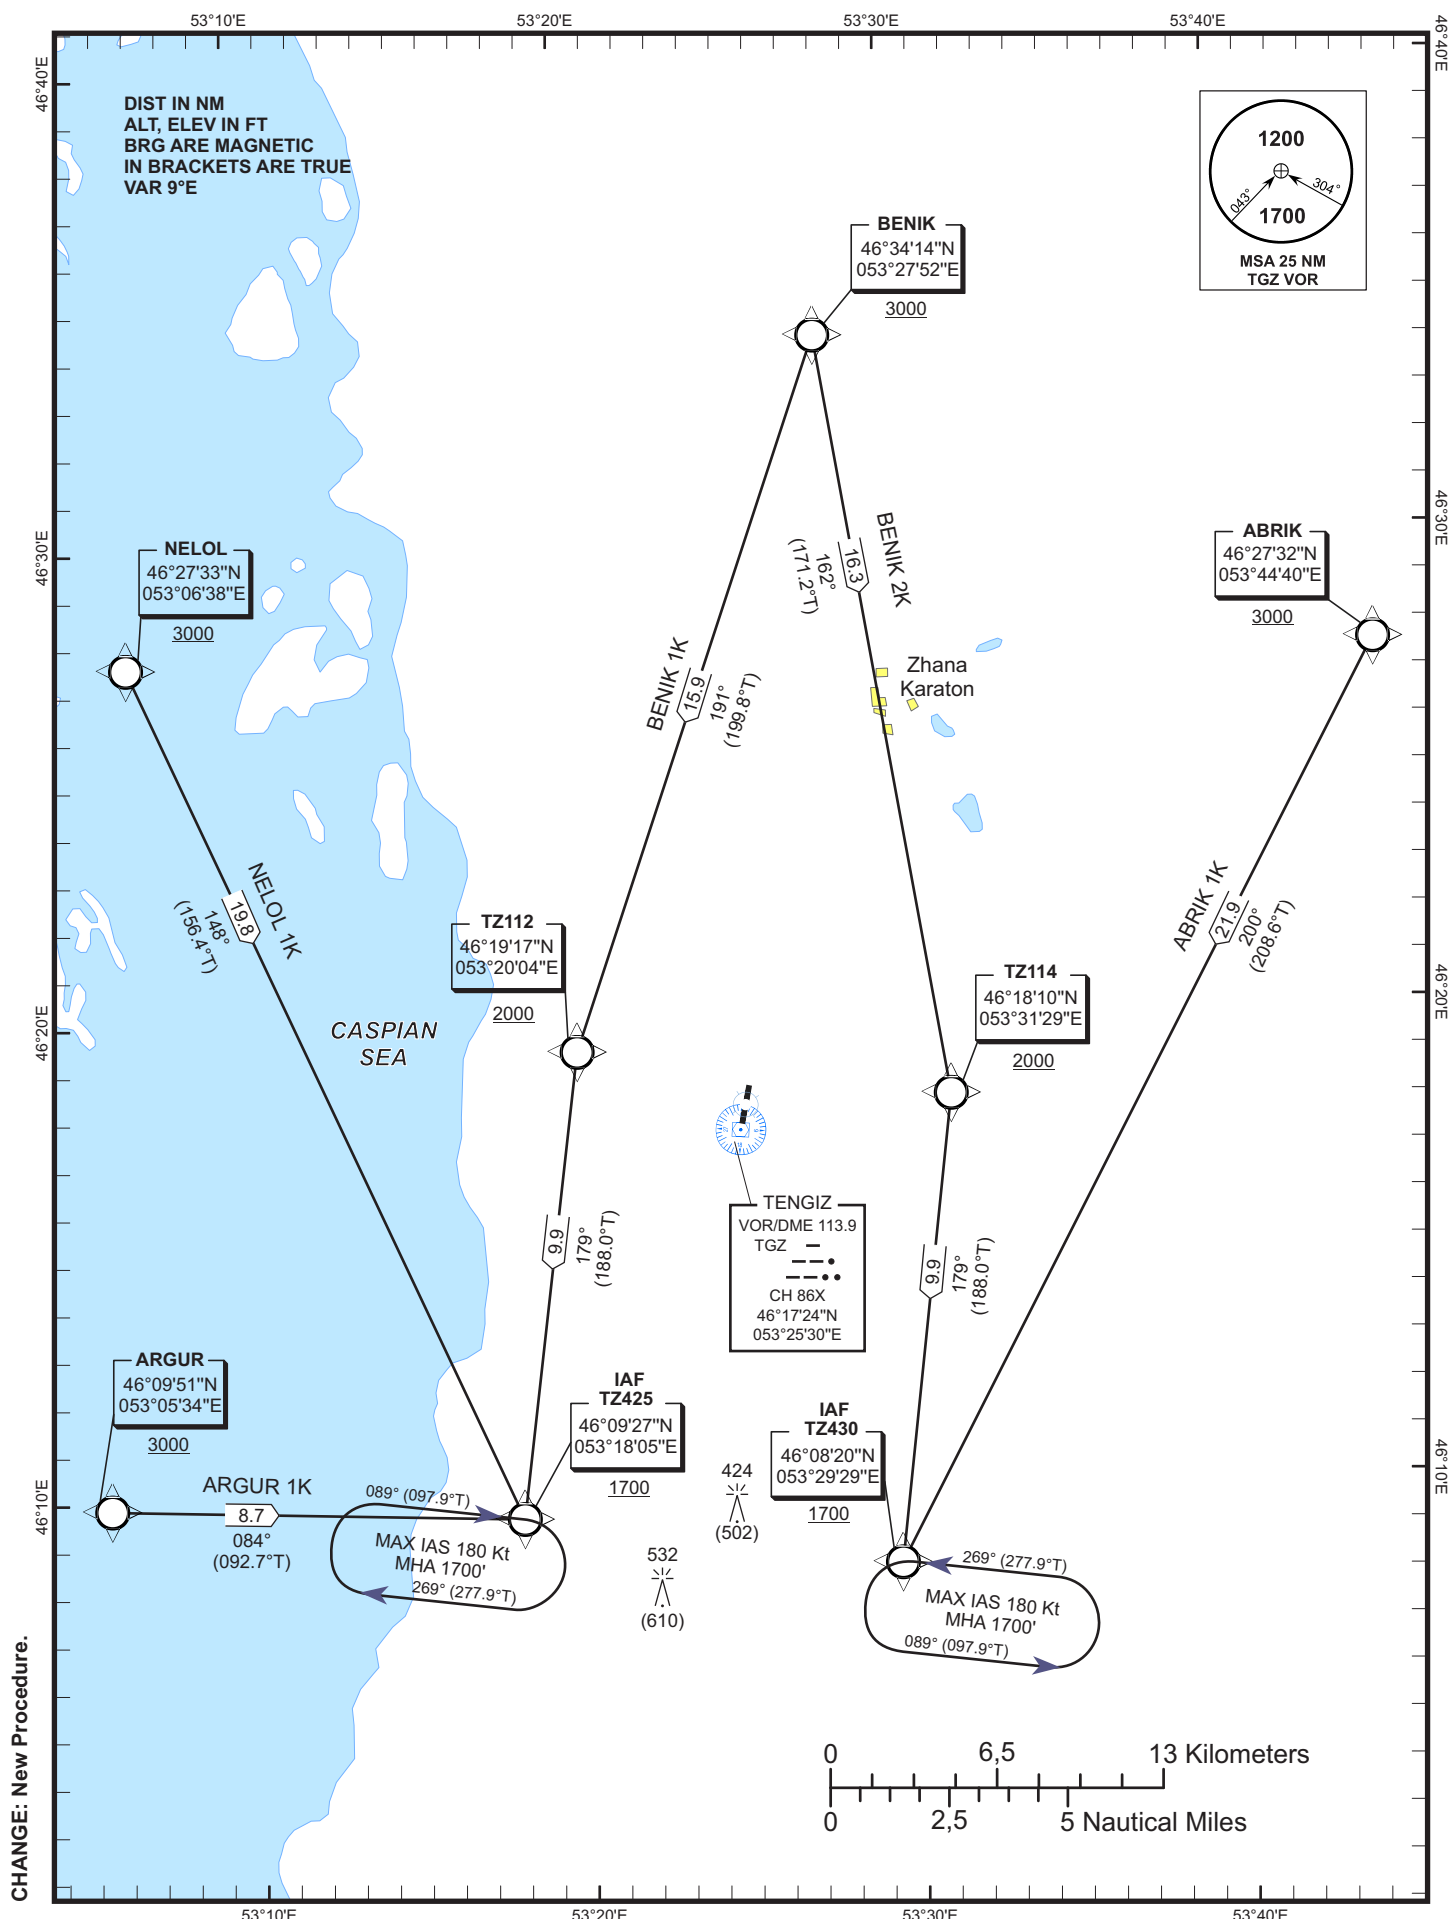 53°10'E
53°20'E
53°30'E
53°40'E
46°40'E
46°40'E
DIST IN NM
ALT, ELEV IN FT
BRG ARE MAGNETIC
IN BRACKETS ARE TRUE
VAR 9°E
1200
043°
304°
1700
MSA 25 NM
TGZ VOR
BENIK
46°34'14"N
053°27'52"E
3000
46°30'E
46°30'E
NELOL
46°27'33"N
053°06'38"E
3000
ABRIK
46°27'32"N
053°44'40"E
3000
BENIK 2K
16.3
162°
(171.2°T)
Zhana
Karaton
BENIK 1K
15.9
191°
(199.8°T)
NELOL 1K
19.8
148°
(156.4°T)
ABRIK 1K
21.9
200°
(208.6°T)
TZ112
46°19'17"N
053°20'04"E
2000
TZ114
46°18'10"N
053°31'29"E
2000
46°20'E
46°20'E
CASPIAN
SEA
TENGIZ
VOR/DME 113.9
TGZ
CH 86X
46°17'24"N
053°25'30"E
9.9
179°
(188.0°T)
9.9
179°
(188.0°T)
ARGUR
46°09'51"N
053°05'34"E
3000
IAF
TZ425
46°09'27"N
053°18'05"E
1700
IAF
TZ430
46°08'20"N
053°29'29"E
1700
46°10'E
46°10'E
ARGUR 1K
8.7
084°
(092.7°T)
089° (097.9°T)
MAX IAS 180 Kt
MHA 1700'
269° (277.9°T)
424
(502)
532
(610)
269° (277.9°T)
MAX IAS 180 Kt
MHA 1700'
089° (097.9°T)
CHANGE: New Procedure.
0
6,5
13 Kilometers
0
2,5
5 Nautical Miles
53°10'E
53°20'E
53°30'E
53°40'E